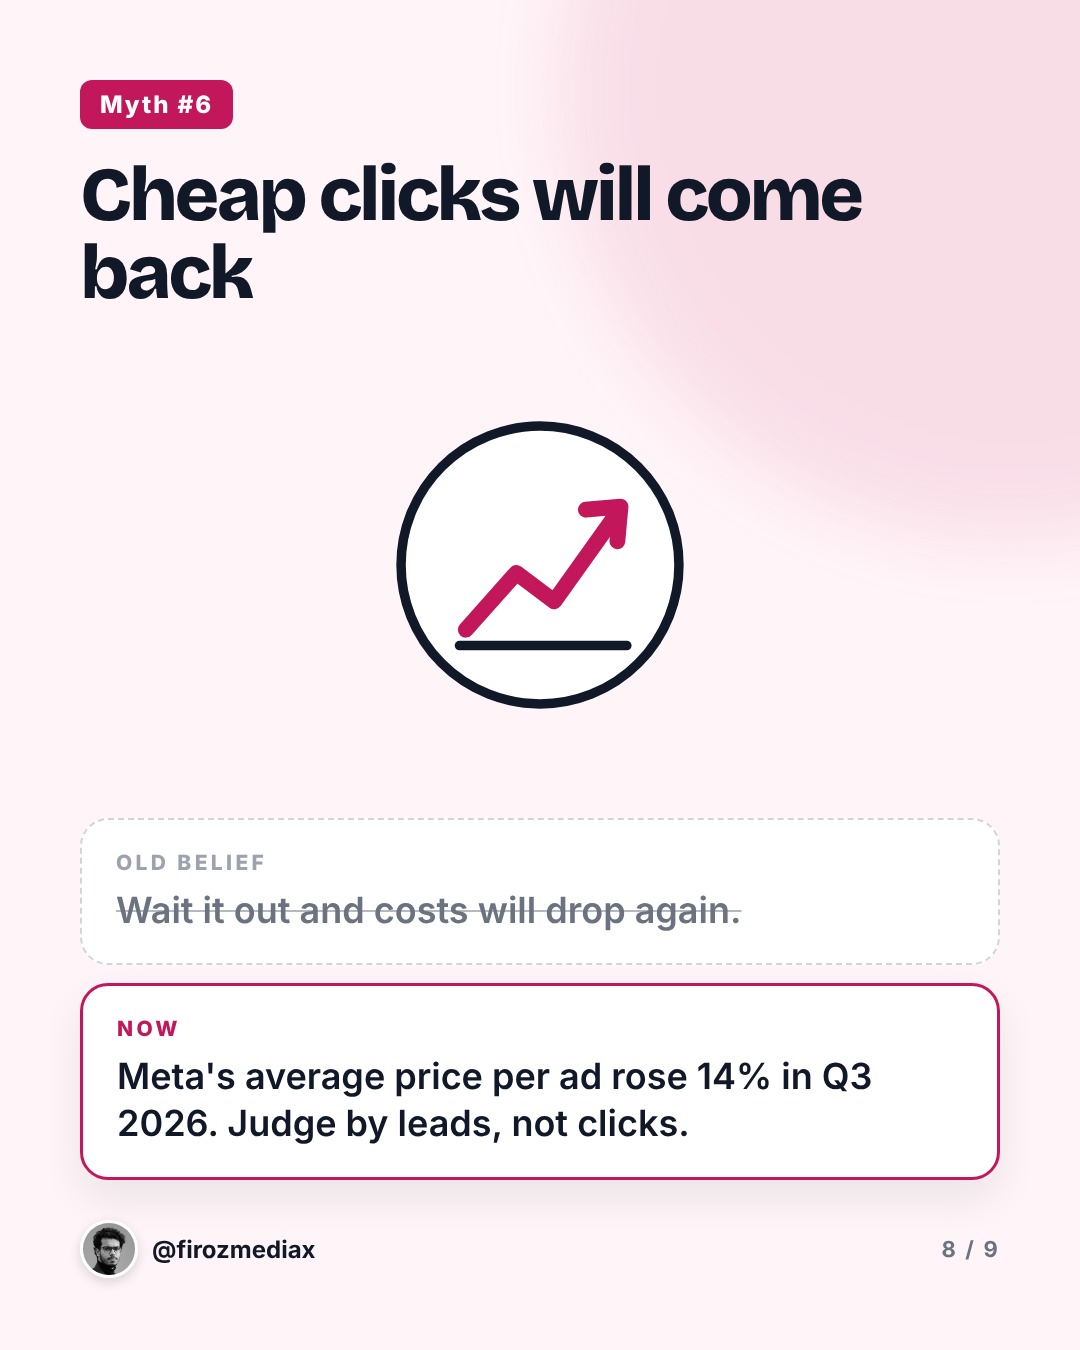 Myth #6
Cheap clicks will come
back
OLD BELIEF
Wait it out and costs will drop again.
NOW
Meta's average price per ad rose 14% in Q3
2026. Judge by leads, not clicks.
@firozmediax
8 / 9